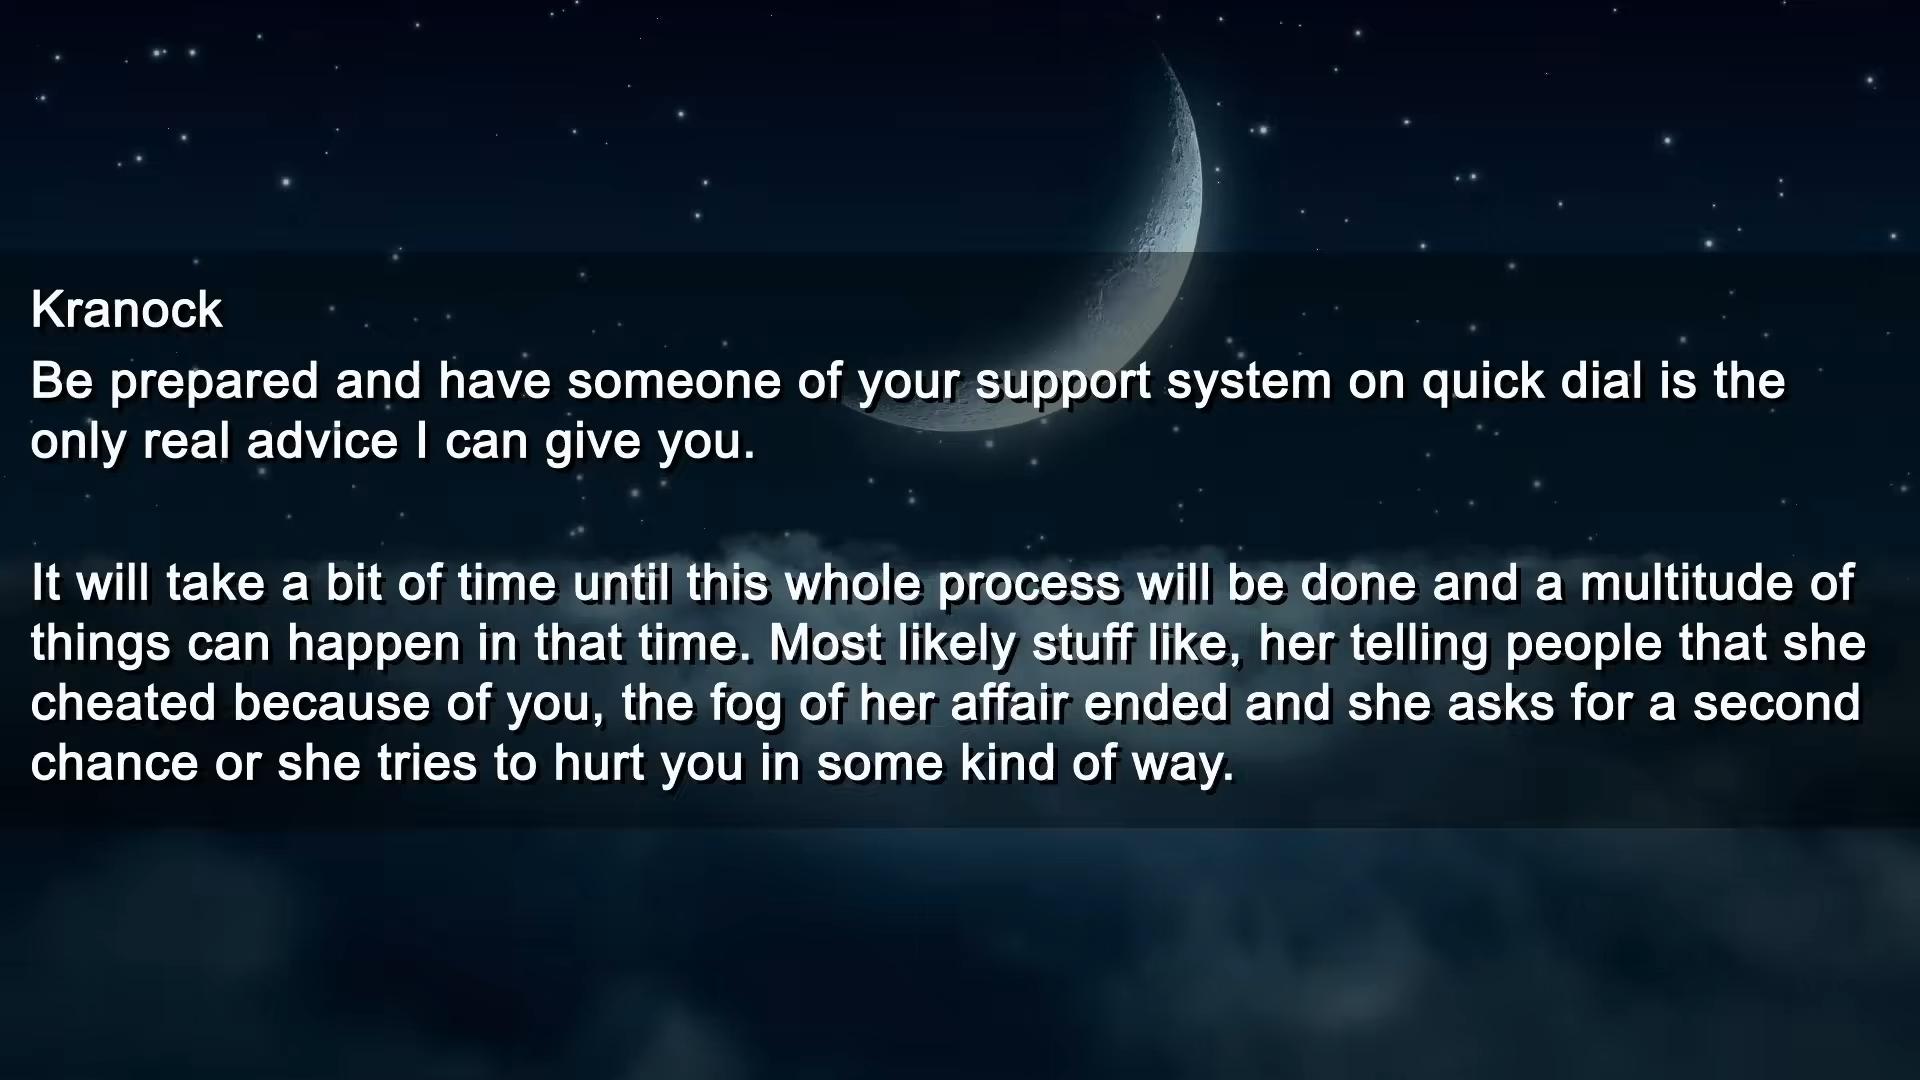 Kranock
Be prepared and have someone of your support system on quick dial is the
only real advice I can give you.
It will take a bit of time until this whole process will be done and a multitude of
things can happen in that time. Most likely stuff like, her telling people that she
cheated because of you, the fog of her affair ended and she asks for a second
chance or she tries to hurt you in some kind of way.